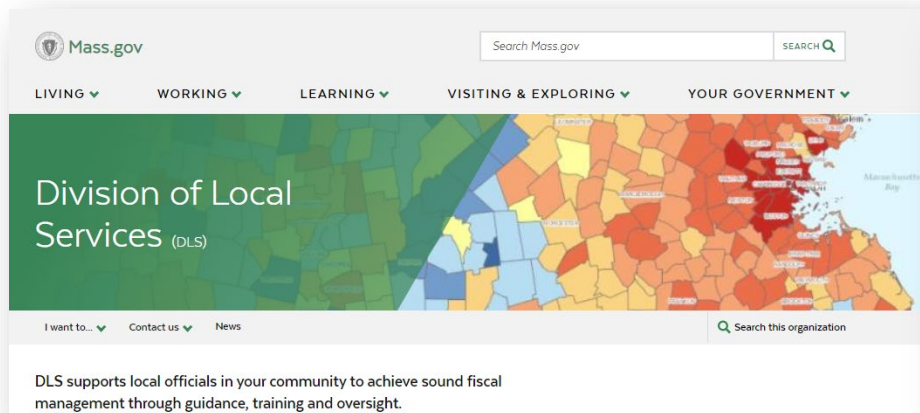 Mass.gov
Search Mass.gov
SEARCH
LIVING
WORKING
LEARNING
VISITING & EXPLORING
YOUR GOVERNMENT
Division of Local
Services (DLS)
Massachusetts
Bay
I want to...
Contact us
News
Search this organization
DLS supports local officials in your community to achieve sound fiscal
management through guidance, training and oversight.